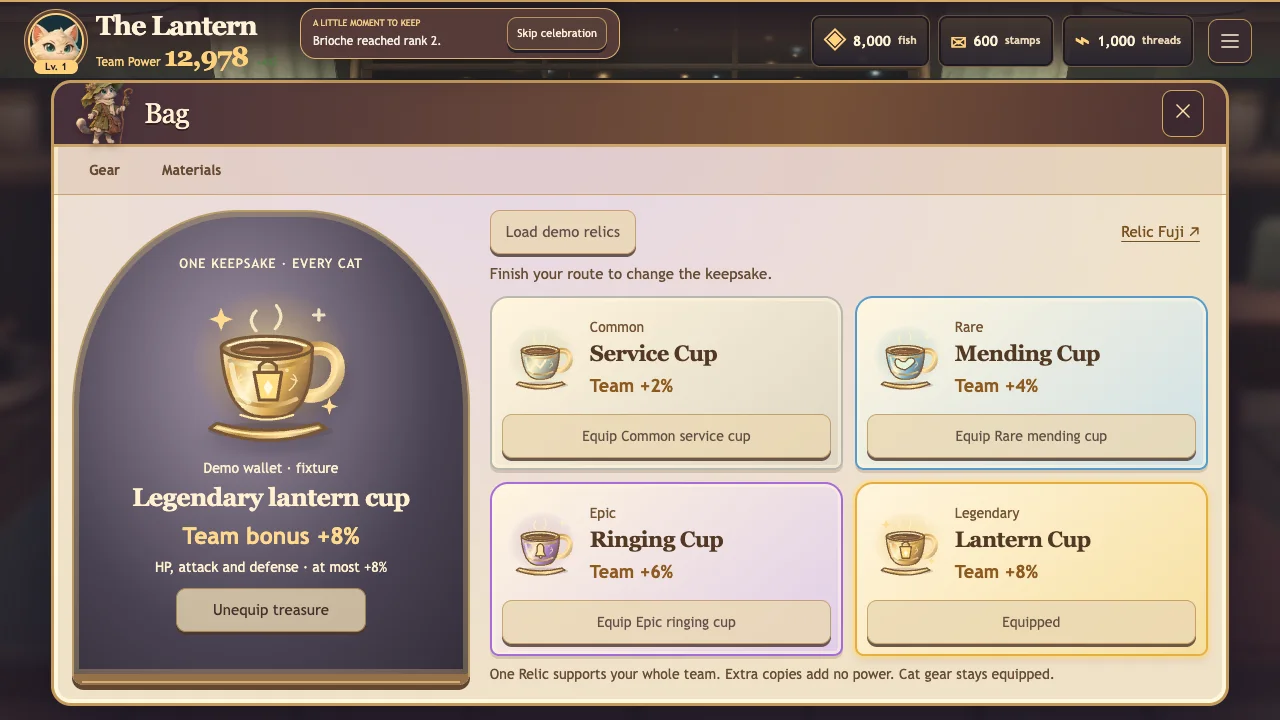 The Lantern
Lv. 1
Team Power 12,978
A LITTLE MOMENT TO KEEP
Brioche reached rank 2.
Skip celebration
8,000 fish
600 stamps
1,000 threads
Bag
Gear
Materials
ONE KEEPSAKE · EVERY CAT
Demo wallet · fixture
Legendary lantern cup
Team bonus +8%
HP, attack and defense · at most +8%
Unequip treasure
Load demo relics
Relic Fuji ↗
Finish your route to change the keepsake.
Common
Service Cup
Team +2%
Equip Common service cup
Rare
Mending Cup
Team +4%
Equip Rare mending cup
Epic
Ringing Cup
Team +6%
Equip Epic ringing cup
Legendary
Lantern Cup
Team +8%
Equipped
One Relic supports your whole team. Extra copies add no power. Cat gear stays equipped.